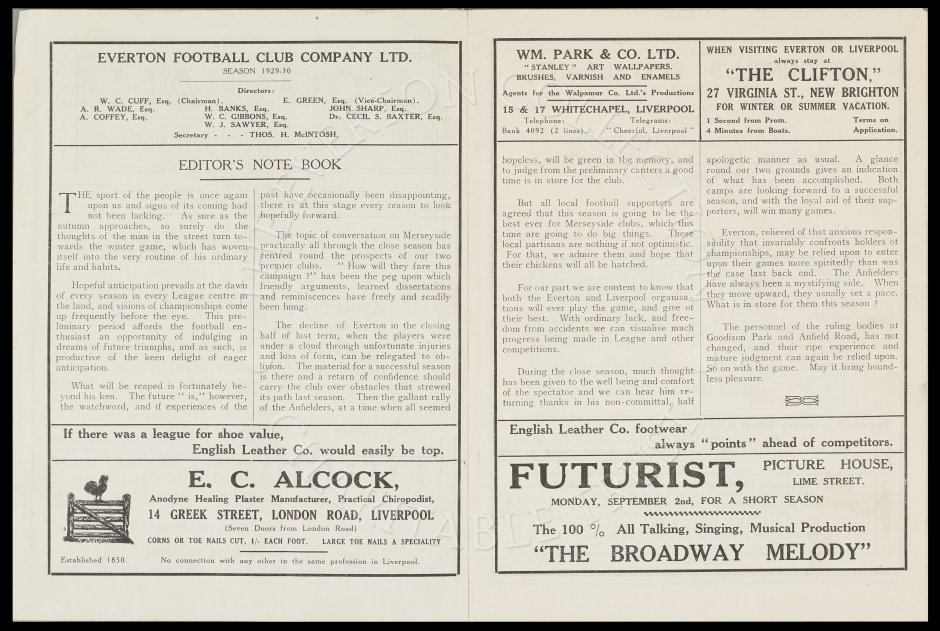 EVERTON FOOTBALL CLUB COMPANY LTD.
SEASON 1929-30
Directors:
W. C. CUFF, Esq. (Chairman). E. GREEN, Esq. (Vice-Chairman).
A. R. WADE, Esq. H. BANKS, Esq. JOHN SHARP, Esq.
A. COFFEY, Esq. W. C. GIBBONS, Esq. Dr. CECIL S. BAXTER, Esq.
W. J. SAWYER, Esq.
Secretary - - - THOS. H. McINTOSH.
EDITOR'S NOTE BOOK
THE sport of the people is once again
upon us and signs of its coming had
not been lacking. As sure as the
autumn approaches, so surely do the
thoughts of the man in the street turn to-
wards the winter game, which has woven
itself into the very routine of his ordinary
life and habits.
Hopeful anticipation prevails at the dawn
of every season in every League centre in
the land, and visions of championships come
up frequently before the eye. This pre-
liminary period affords the football en-
thusiast an opportunity of indulging in
dreams of future triumphs, and as such, is
productive of the keen delight of eager
anticipation.
What will be reaped is fortunately be-
yond his ken. The future "is," however,
the watchword, and if experiences of the
past have occasionally been disappointing,
there is at this stage every reason to look
hopefully forward.
The topic of conversation on Merseyside
practically all through the close season has
centred round the prospects of our two
premier clubs. "How will they fare this
campaign?" has been the peg upon which
friendly arguments, learned dissertations
and reminiscences have freely and readily
been hung.
The decline of Everton in the closing
half of last term, when the players were
under a cloud through unfortunate injuries
and loss of form, can be relegated to ob-
livion. The material for a successful season
is there and a return of confidence should
carry the club over obstacles that strewed
its path last season. Then the gallant rally
of the Anfielders, at a time when all seemed
If there was a league for shoe value,
English Leather Co. would easily be top.
E. C. ALCOCK,
Anodyne Healing Plaster Manufacturer, Practical Chiropodist,
14 GREEK STREET, LONDON ROAD, LIVERPOOL
(Seven Doors from London Road)
CORNS OR TOE NAILS CUT, 1/- EACH FOOT. LARGE TOE NAILS A SPECIALITY
Established 1850. No connection with any other in the same profession in Liverpool.
WM. PARK & CO. LTD.
"STANLEY" ART WALLPAPERS.
BRUSHES, VARNISH AND ENAMELS
Agents for the Walpamur Co. Ltd.'s Productions
15 & 17 WHITECHAPEL, LIVERPOOL
Telephone: Telegrams:
Bank 4092 (2 lines). "Cheerful, Liverpool"
WHEN VISITING EVERTON OR LIVERPOOL
always stay at
"THE CLIFTON,"
27 VIRGINIA ST., NEW BRIGHTON
FOR WINTER OR SUMMER VACATION.
1 Second from Prom. Terms on
4 Minutes from Boats. Application.
hopeless, will be green in the memory, and
to judge from the preliminary canters a good
time is in store for the club.
But all local football supporters are
agreed that this season is going to be the
best ever for Merseyside clubs, which this
time are going to do big things. These
local partisans are nothing if not optimistic.
For that, we admire them and hope that
their chickens will all be hatched.
For our part we are content to know that
both the Everton and Liverpool organisa-
tions will ever play the game, and give of
their best. With ordinary luck, and free-
dom from accidents we can visualise much
progress being made in League and other
competitions.
During the close season, much thought
has been given to the well being and comfort
of the spectator and we can hear him re-
turning thanks in his non-committal, half
apologetic manner as usual. A glance
round our two grounds gives an indication
of what has been accomplished. Both
camps are looking forward to a successful
season, and with the loyal aid of their sup-
porters, will win many games.
Everton, relieved of that anxious respon-
sibility that invariably confronts holders of
championships, may be relied upon to enter
upon their games more spiritedly than was
the case last back end. The Anfielders
have always been a mystifying side. When
they move upward, they usually set a pace.
What is in store for them this season?
The personnel of the ruling bodies at
Goodison Park and Anfield Road, has not
changed, and their ripe experience and
mature judgment can again be relied upon.
So on with the game. May it bring bound-
less pleasure.
English Leather Co. footwear
always "points" ahead of competitors.
FUTURIST, PICTURE HOUSE,
LIME STREET.
MONDAY, SEPTEMBER 2nd, FOR A SHORT SEASON
The 100 % All Talking, Singing, Musical Production
"THE BROADWAY MELODY"